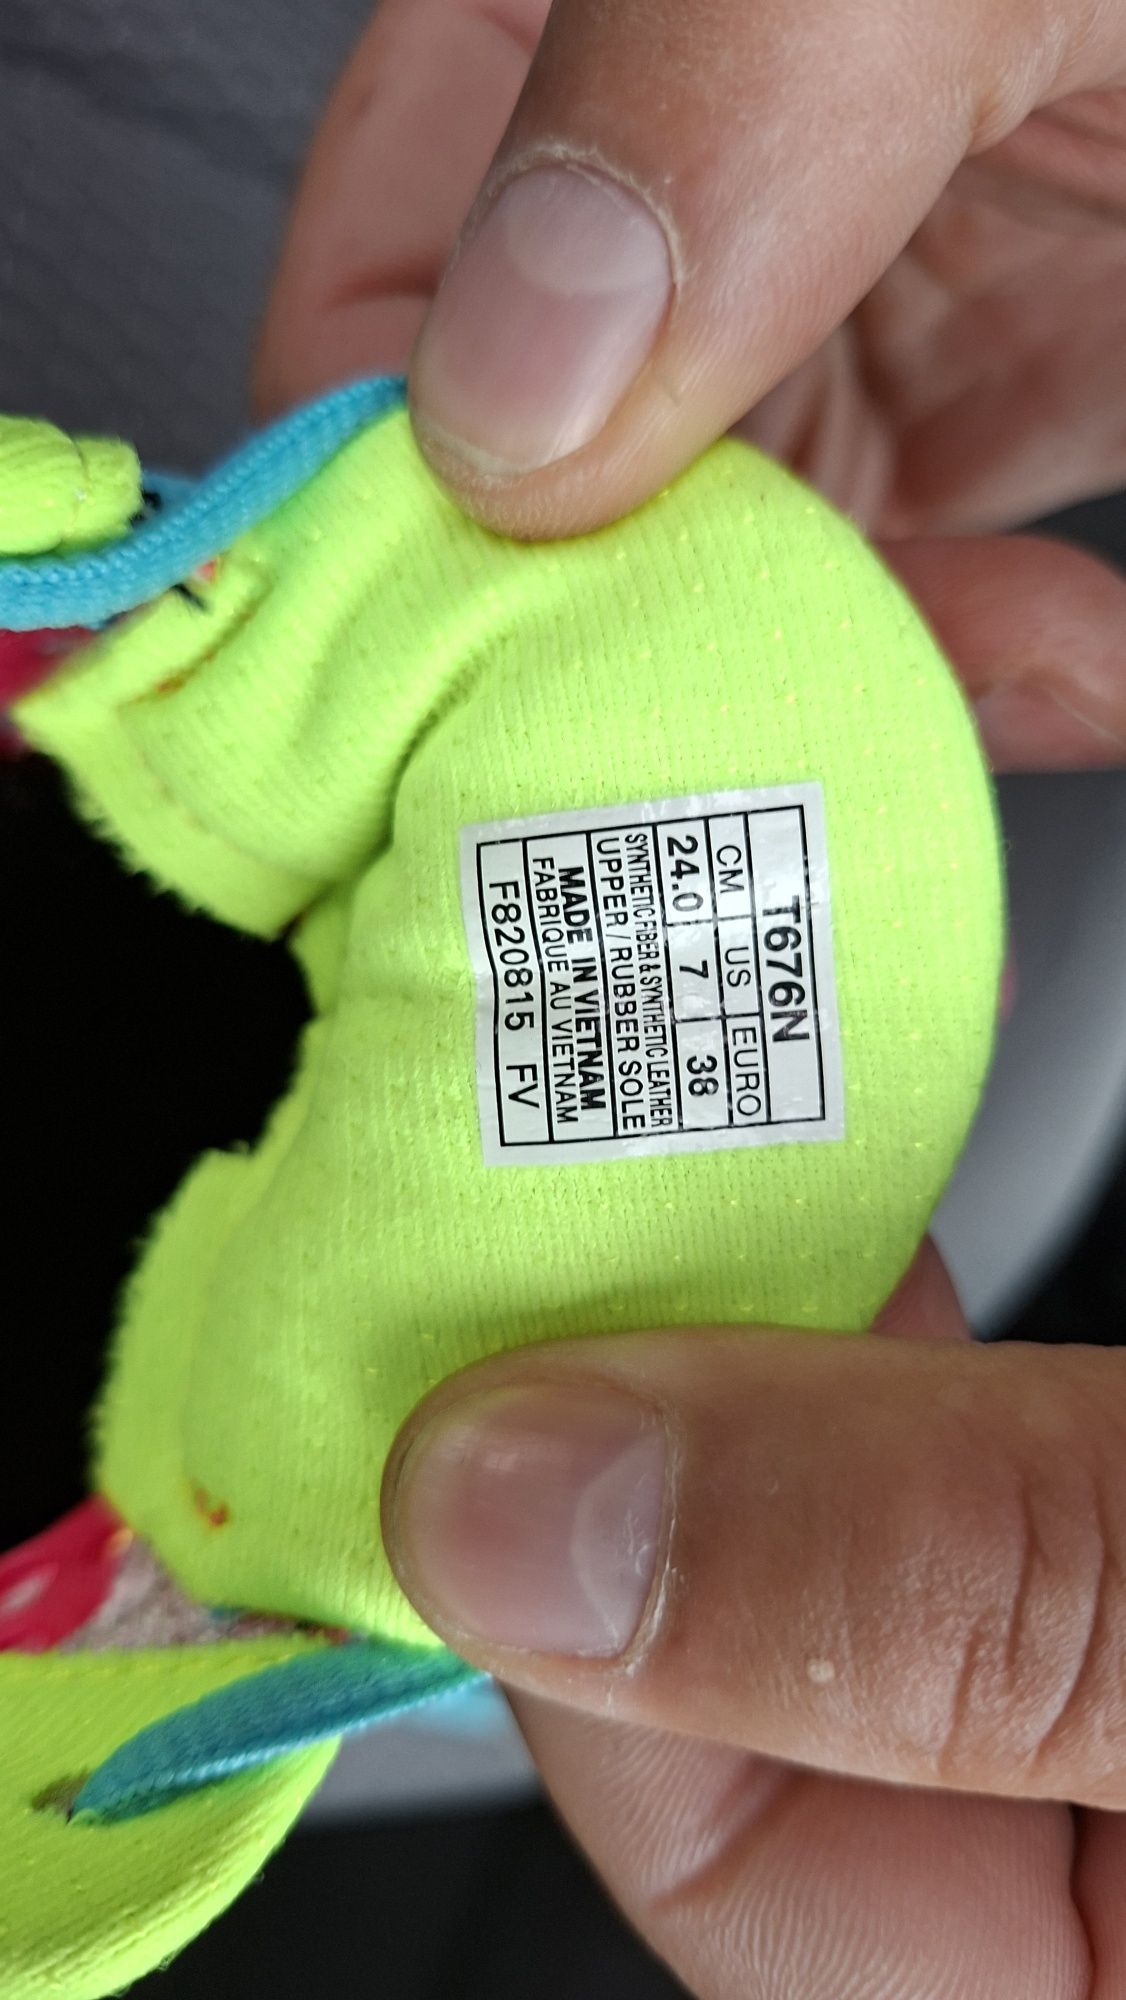 T676N
CM US EURO
24.0 7 38
SYNTHETIC FIBER & SYNTHETIC LEATHER
UPPER / RUBBER SOLE
MADE IN VIETNAM
FABRIQUE AU VIETNAM
F820815 FV